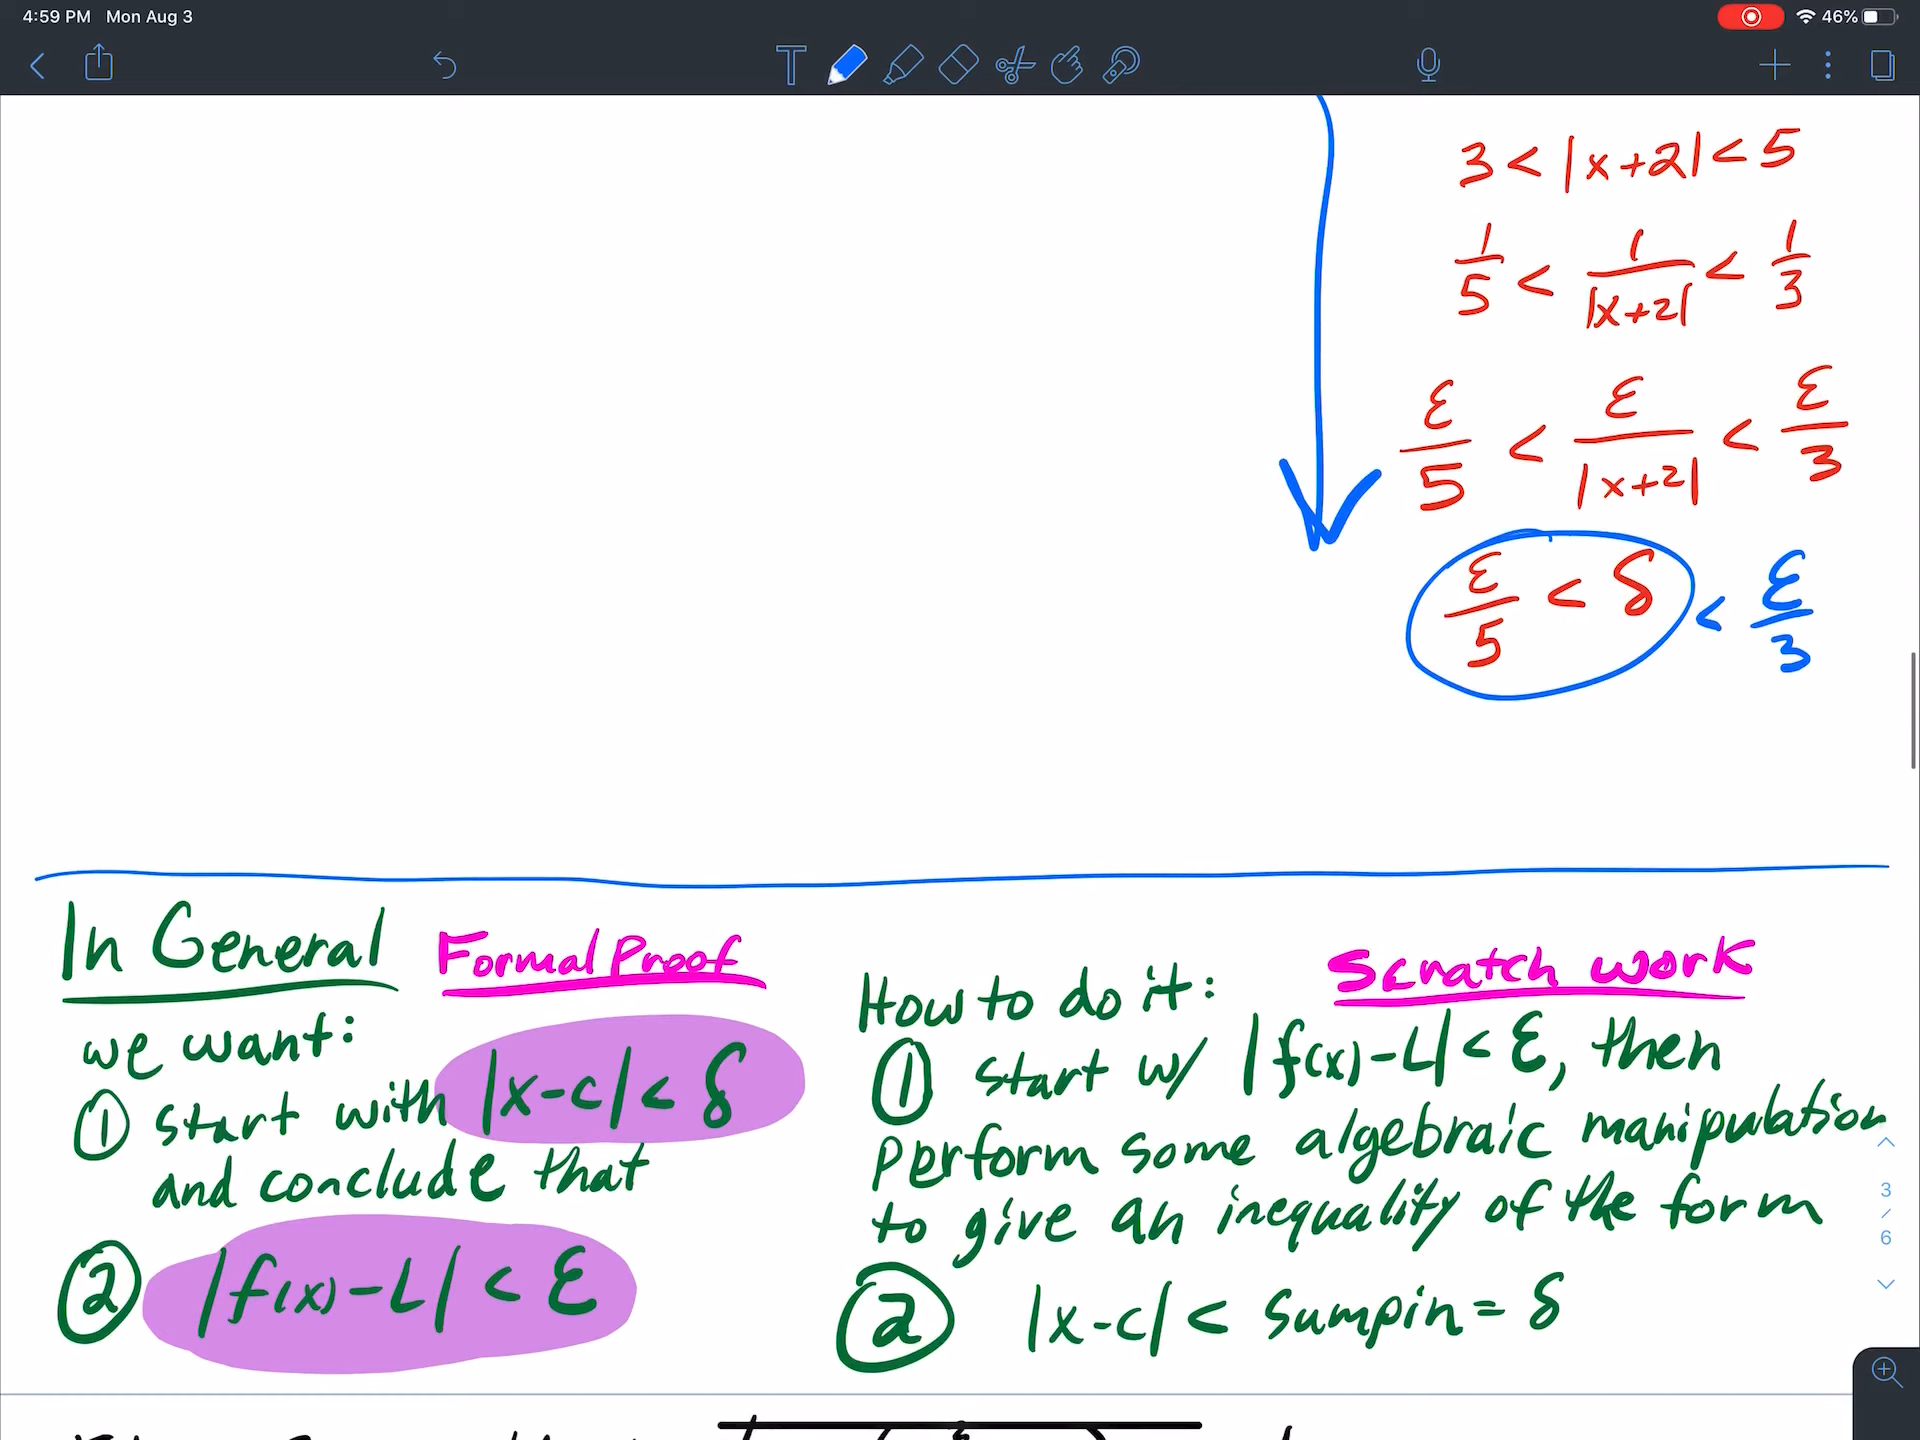 4:59 PM Mon Aug 3
46%
3 < |x+2| < 5
1/5 < 1/|x+2| < 1/3
ε/5 < ε/|x+2| < ε/3
ε/5 < δ < ε/3
In General Formal Proof
we want:
① start with |x-c| < δ
and conclude that
② |f(x)-L| < ε
Scratch work
How to do it:
① start w/ |f(x)-L| < ε, then
perform some algebraic manipulation
to give an inequality of the form
② |x-c| < sumpin = δ
3
/
6